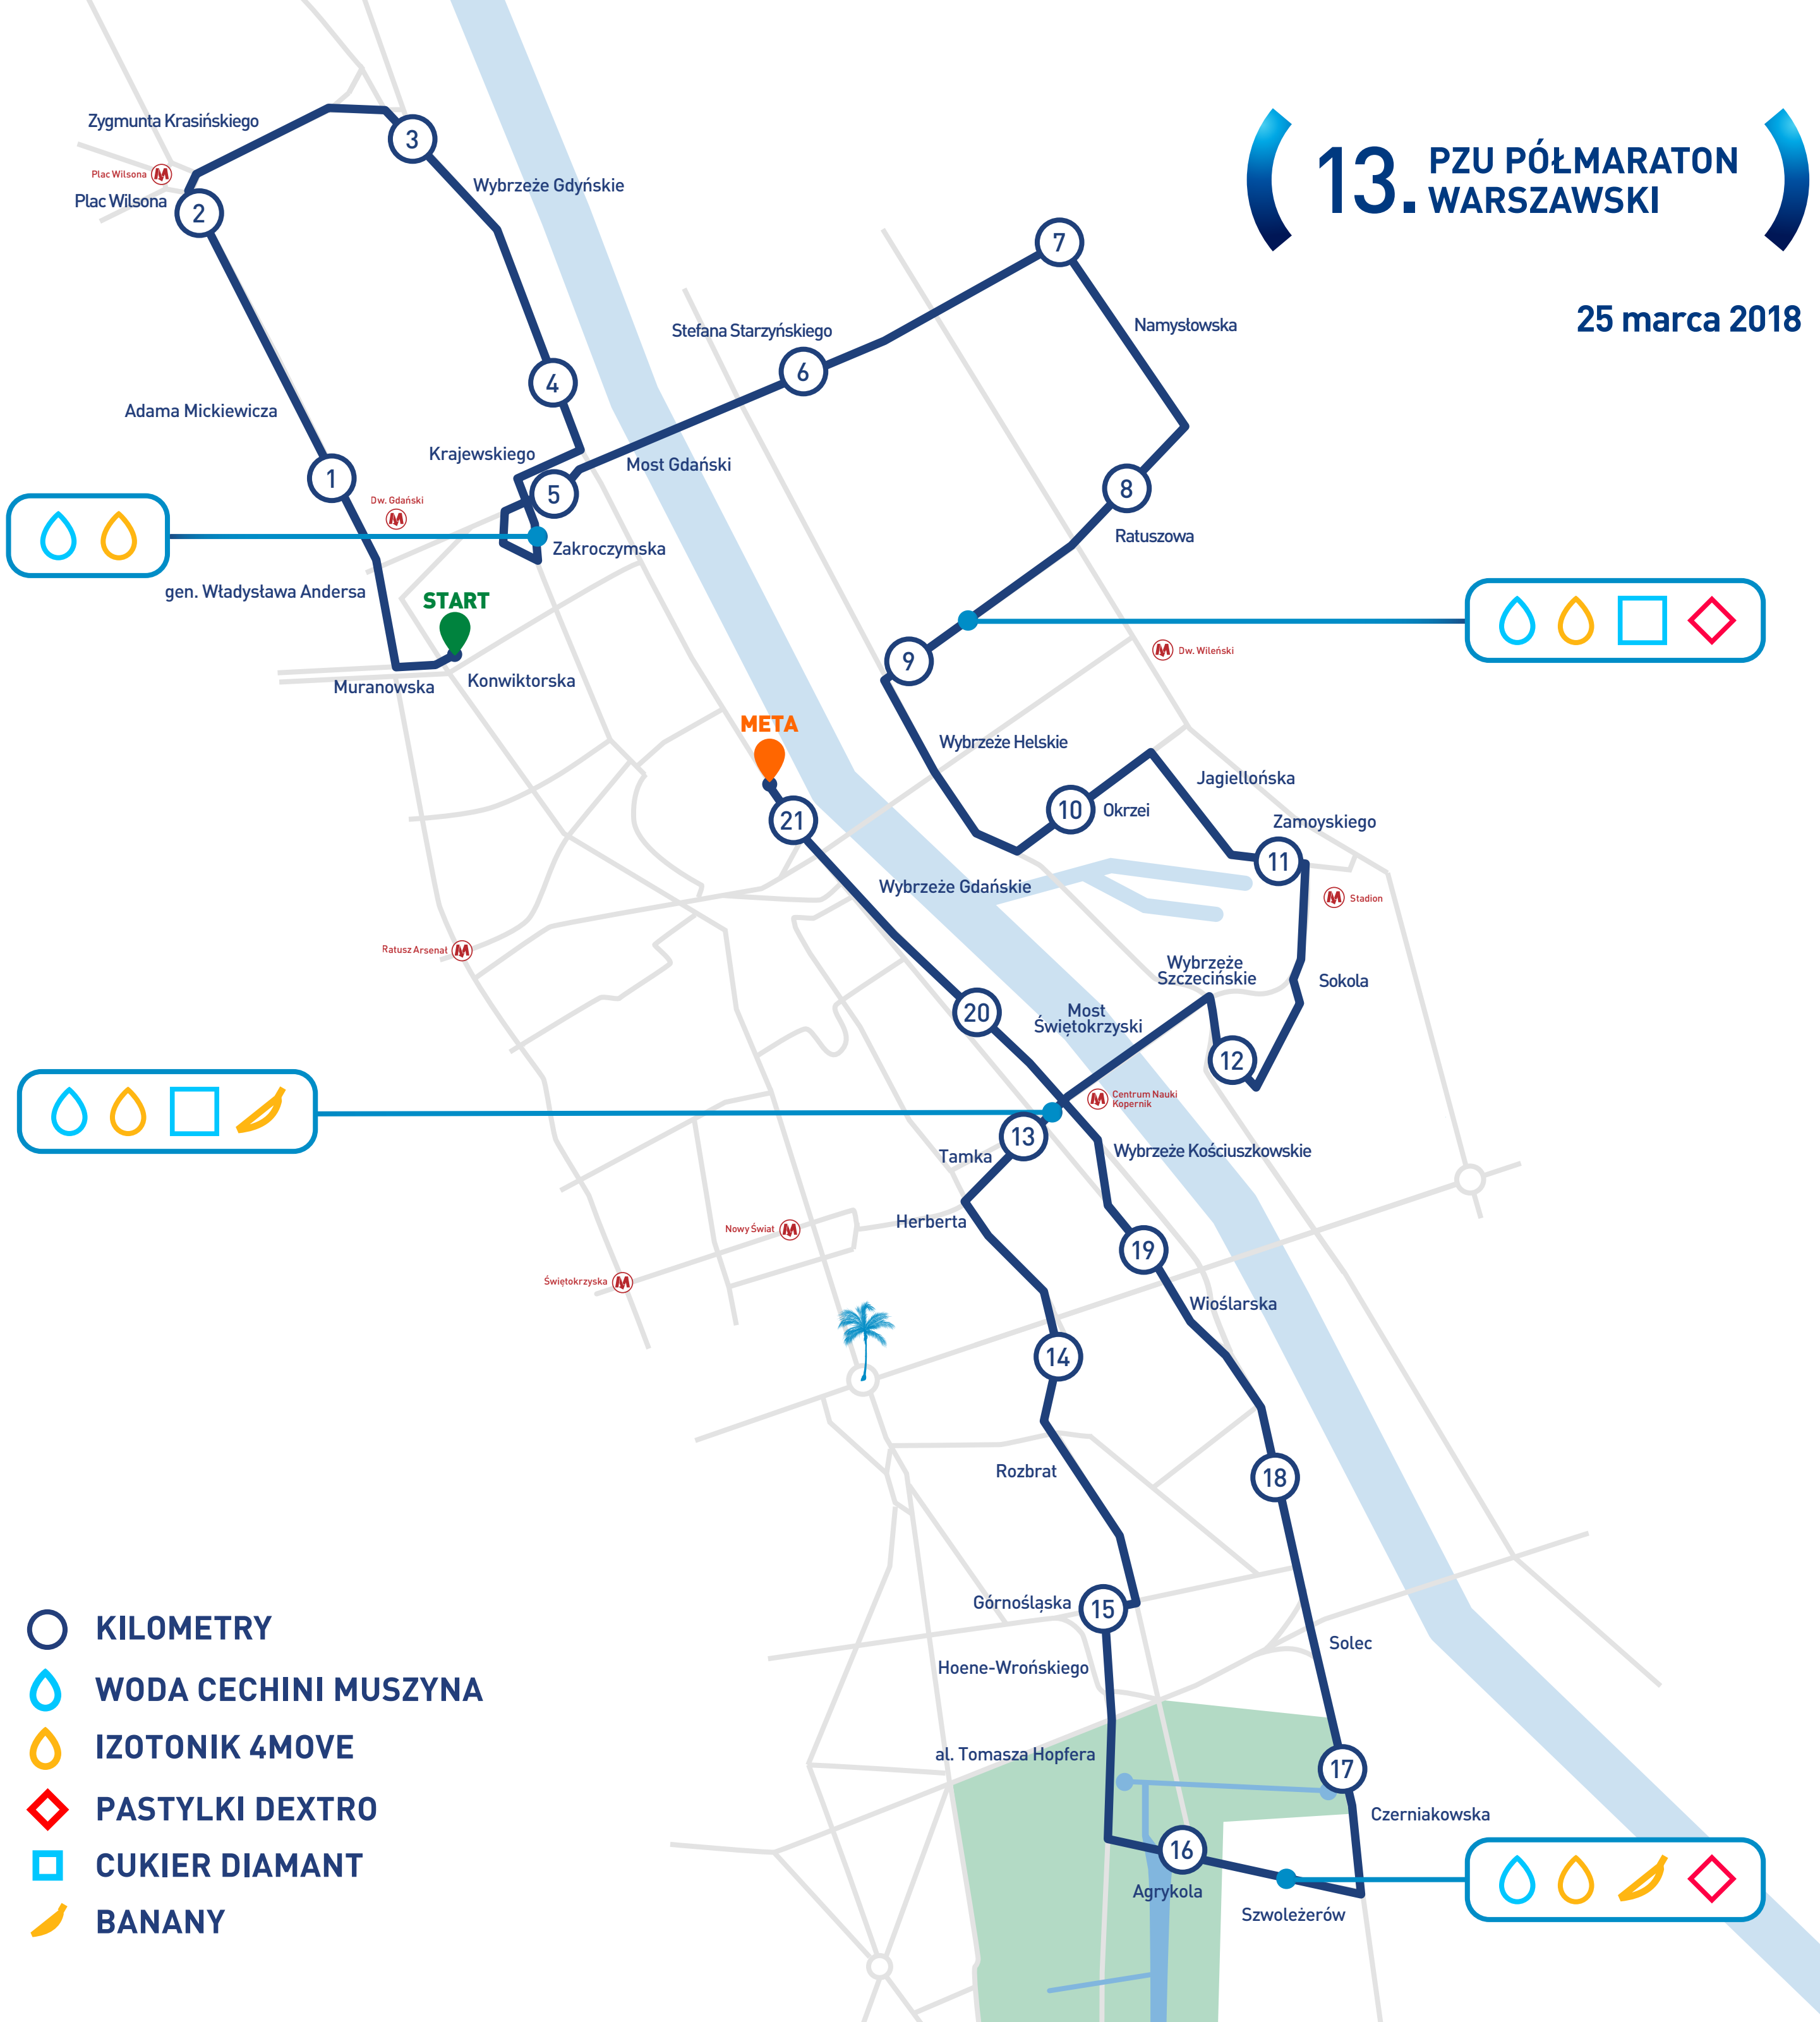 13.
PZU PÓŁMARATON
WARSZAWSKI
25 marca 2018
Zygmunta Krasińskiego
3
Plac Wilsona
Plac Wilsona
2
Wybrzeże Gdyńskie
7
Namysłowska
Stefana Starzyńskiego
6
4
Adama Mickiewicza
Krajewskiego
Most Gdański
1
5
8
Dw. Gdański
Ratuszowa
Zakroczymska
gen. Władysława Andersa
START
Dw. Wileński
9
Muranowska
Konwiktorska
META
Wybrzeże Helskie
Jagiellońska
10
Okrzei
21
Zamoyskiego
11
Wybrzeże Gdańskie
Stadion
Ratusz Arsenał
Wybrzeże
Szczecińskie
Sokola
20
Most
Świętokrzyski
12
Centrum Nauki
Kopernik
13
Tamka
Wybrzeże Kościuszkowskie
Herberta
Nowy Świat
19
Świętokrzyska
Wioślarska
14
Rozbrat
18
Górnośląska
15
Solec
Hoene-Wrońskiego
al. Tomasza Hopfera
17
Czerniakowska
16
Agrykola
Szwoleżerów
KILOMETRY
WODA CECHINI MUSZYNA
IZOTONIK 4MOVE
PASTYLKI DEXTRO
CUKIER DIAMANT
BANANY